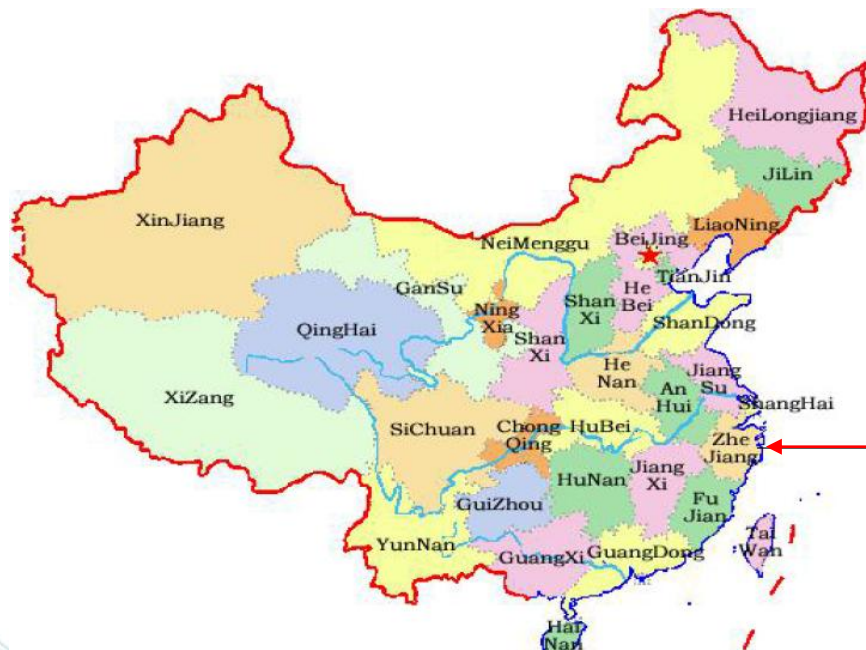 HeiLongjiang
JiLin
LiaoNing
XinJiang
NeiMenggu
BeiJing
TianJin
GanSu
Ning
Xia
Shan
Xi
He
Bei
ShanDong
QingHai
Shan
Xi
He
Nan
Jiang
Su
XiZang
An
Hui
ShangHai
SiChuan
Chong
Qing
HuBei
Zhe
Jiang
HuNan
Jiang
Xi
GuiZhou
Fu
Jian
YunNan
GuangXi
GuangDong
Tai
Wan
Hai
Nan